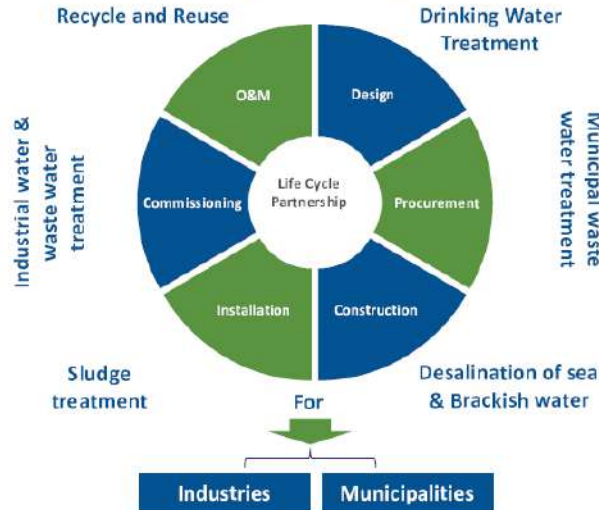 Recycle and Reuse
Drinking Water
Treatment
O&M
Design
Industrial water &
waste water
treatment
Commissioning
Life Cycle
Partnership
Procurement
Municipal waste
water treatment
Installation
Construction
Sludge
treatment
For
Desalination of sea
& Brackish water
Industries
Municipalities